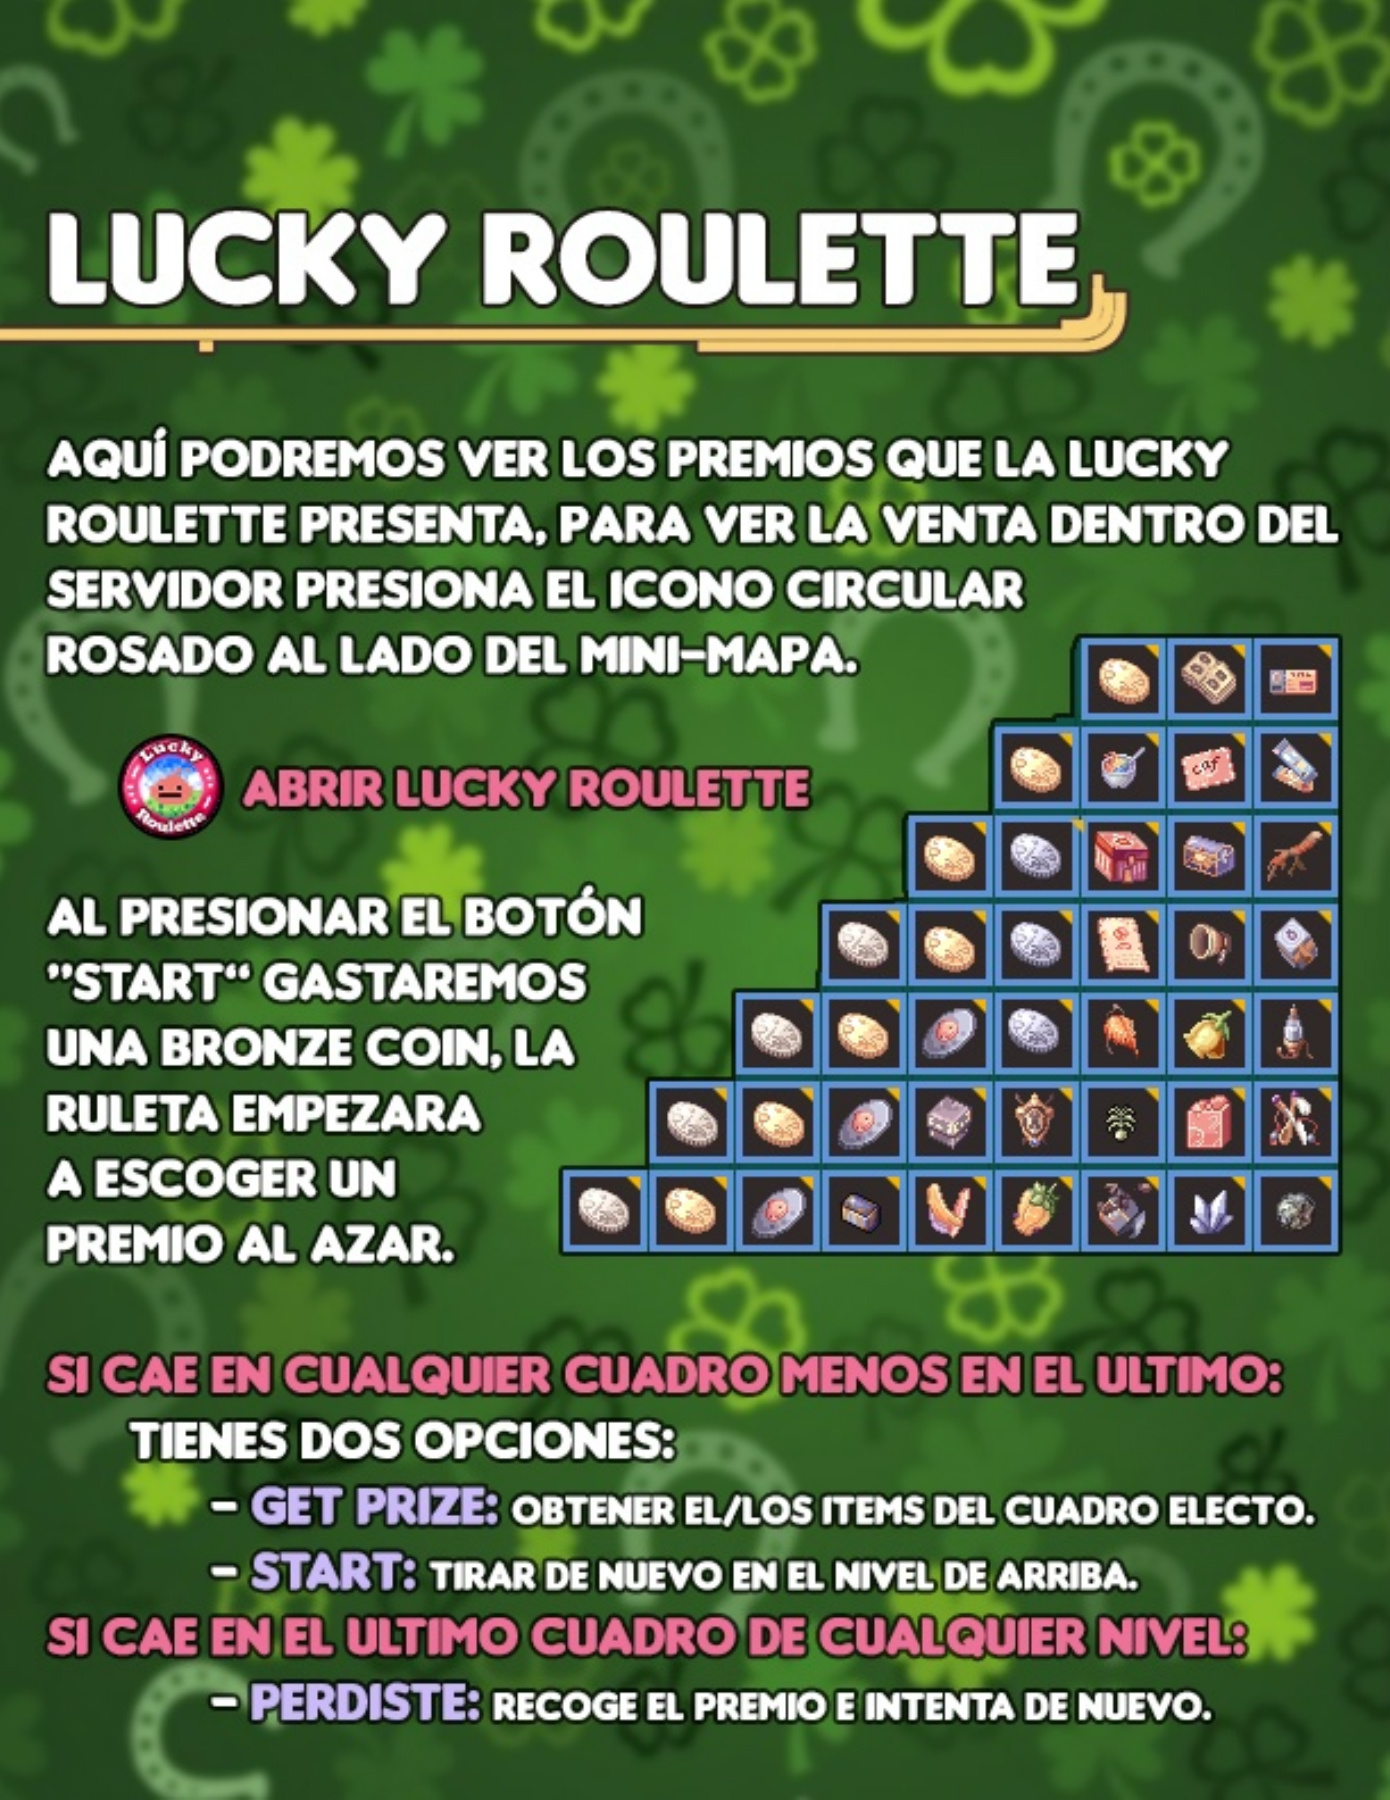 LUCKY ROULETTE
AQUÍ PODREMOS VER LOS PREMIOS QUE LA LUCKY
ROULETTE PRESENTA, PARA VER LA VENTA DENTRO DEL
SERVIDOR PRESIONA EL ICONO CIRCULAR
ROSADO AL LADO DEL MINI-MAPA.
Lucky
Roulette
ABRIR LUCKY ROULETTE
AL PRESIONAR EL BOTÓN
"START" GASTAREMOS
UNA BRONZE COIN, LA
RULETA EMPEZARA
A ESCOGER UN
PREMIO AL AZAR.
SI CAE EN CUALQUIER CUADRO MENOS EN EL ULTIMO:
TIENES DOS OPCIONES:
- GET PRIZE: OBTENER EL/LOS ITEMS DEL CUADRO ELECTO.
- START: TIRAR DE NUEVO EN EL NIVEL DE ARRIBA.
SI CAE EN EL ULTIMO CUADRO DE CUALQUIER NIVEL:
- PERDISTE: RECOGE EL PREMIO E INTENTA DE NUEVO.